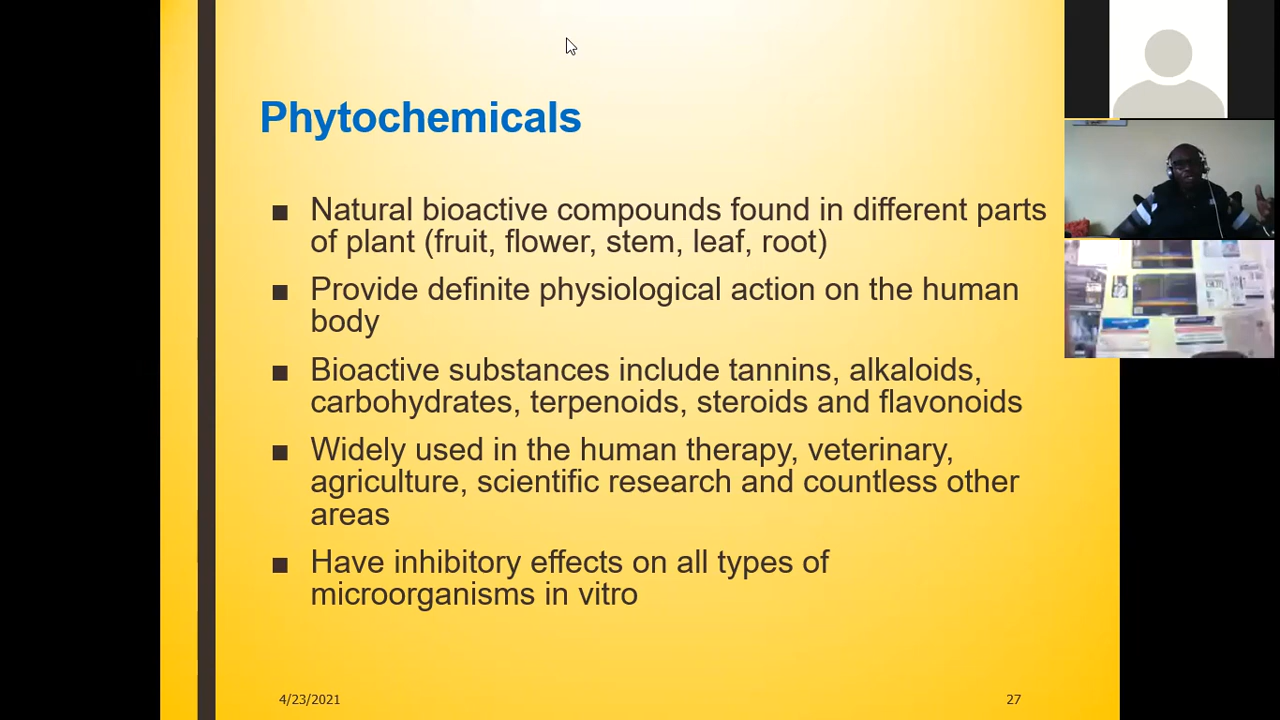 Phytochemicals
■ Natural bioactive compounds found in different parts
of plant (fruit, flower, stem, leaf, root)
■ Provide definite physiological action on the human
body
■ Bioactive substances include tannins, alkaloids,
carbohydrates, terpenoids, steroids and flavonoids
■ Widely used in the human therapy, veterinary,
agriculture, scientific research and countless other
areas
■ Have inhibitory effects on all types of
microorganisms in vitro
4/23/2021
27